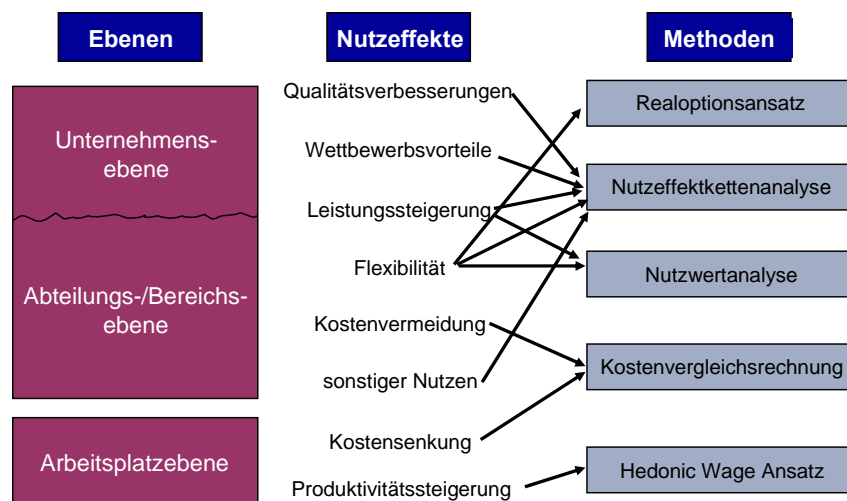 Ebenen
Nutzeffekte
Methoden
Unternehmens-
ebene
Abteilungs-/Bereichs-
ebene
Arbeitsplatzebene
Qualitätsverbesserungen
Wettbewerbsvorteile
Leistungssteigerung
Flexibilität
Kostenvermeidung
sonstiger Nutzen
Kostensenkung
Produktivitätssteigerung
Realoptionsansatz
Nutzeffektkettenanalyse
Nutzwertanalyse
Kostenvergleichsrechnung
Hedonic Wage Ansatz